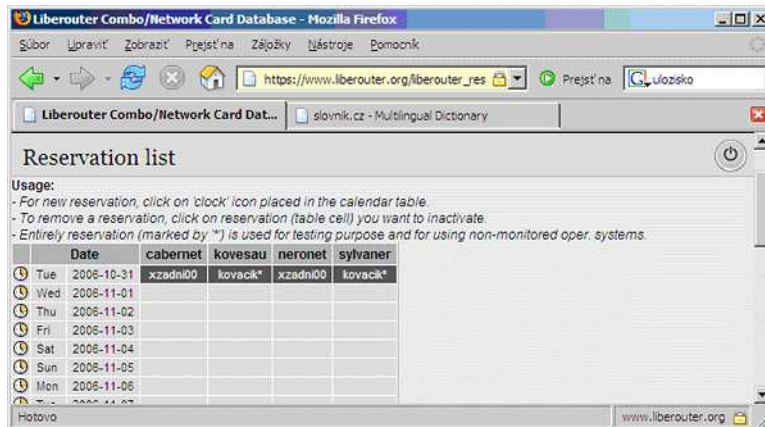 Liberouter Combo/Network Card Database - Mozilla Firefox
Súbor Upraviť Zobraziť Prejsť na Záložky Nástroje Pomocník
https://www.liberouter.org/liberouter_res Prejsť na ulozisko
Liberouter Combo/Network Card Dat... slovnik.cz - Multilingual Dictionary
Reservation list
Usage:
- For new reservation, click on 'clock' icon placed in the calendar table.
- To remove a reservation, click on reservation (table cell) you want to inactivate.
- Entirely reservation (marked by '*') is used for testing purpose and for using non-monitored oper. systems.
Date cabernet kovesau neronet sylvaner
Tue 2006-10-31 xzadni00 kovacik* xzadni00 kovacik*
Wed 2006-11-01
Thu 2006-11-02
Fri 2006-11-03
Sat 2006-11-04
Sun 2006-11-05
Mon 2006-11-06
Hotovo www.liberouter.org